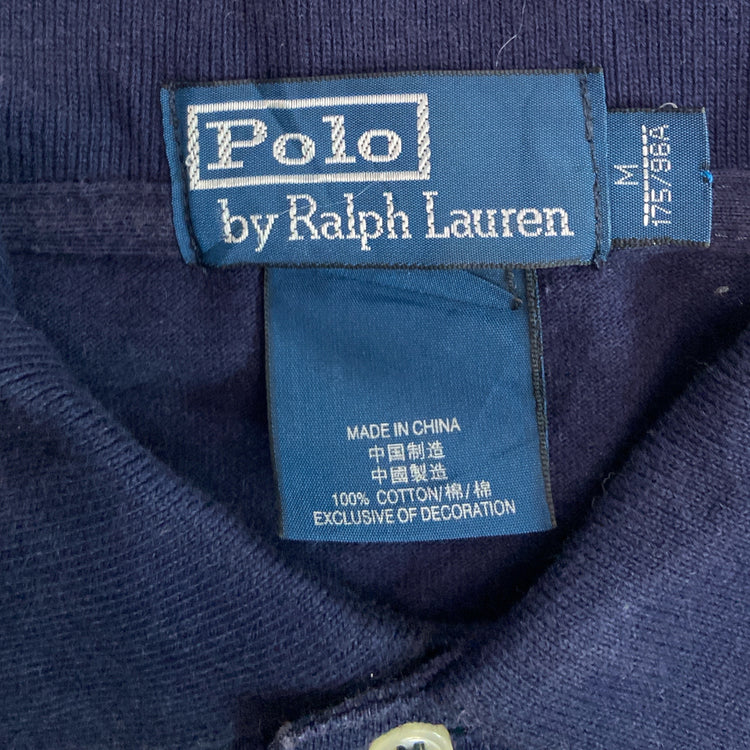 Polo
by Ralph Lauren
M
175/96A
MADE IN CHINA
中国制造
中國製造
100% COTTON/棉/棉
EXCLUSIVE OF DECORATION